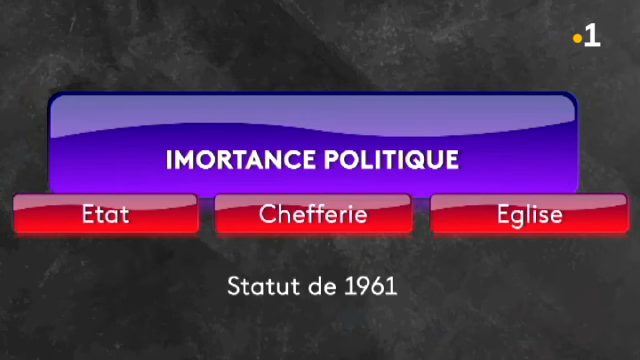 1
IMORTANCE POLITIQUE
Etat Chefferie Eglise
Statut de 1961